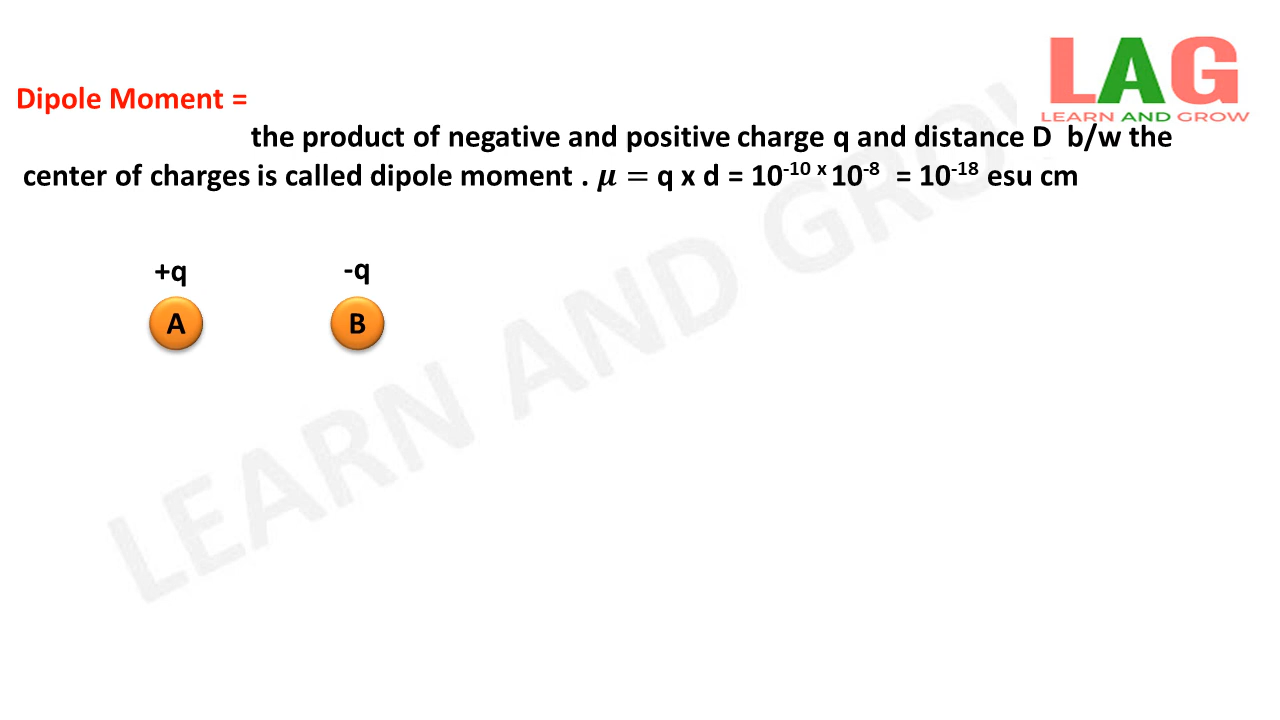 LAG
LEARN AND GROW
Dipole Moment =
the product of negative and positive charge q and distance D b/w the
center of charges is called dipole moment . 𝝁 = q x d = 10⁻¹⁰ ˣ 10⁻⁸ = 10⁻¹⁸ esu cm
+q
-q
A
B
LEARN AND GROW